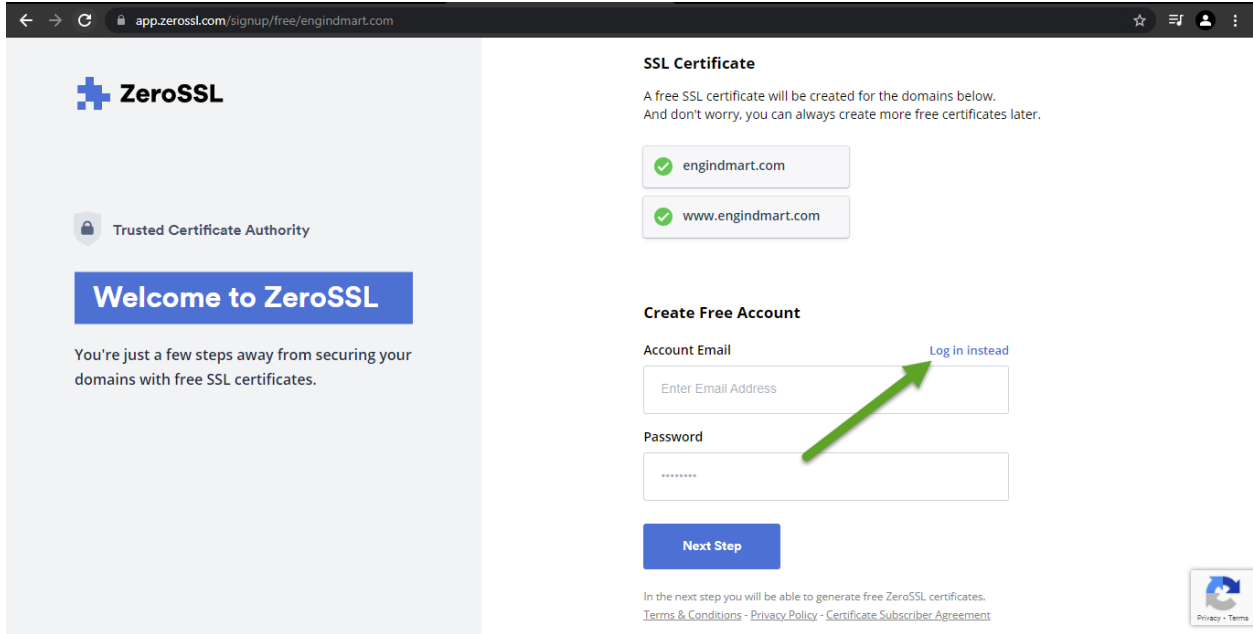 app.zerossl.com/signup/free/engindmart.com
ZeroSSL
Trusted Certificate Authority
Welcome to ZeroSSL
You're just a few steps away from securing your
domains with free SSL certificates.
SSL Certificate
A free SSL certificate will be created for the domains below.
And don't worry, you can always create more free certificates later.
engindmart.com
www.engindmart.com
Create Free Account
Account Email
Log in instead
Enter Email Address
Password
Next Step
In the next step you will be able to generate free ZeroSSL certificates.
Terms & Conditions - Privacy Policy - Certificate Subscriber Agreement
Privacy - Terms